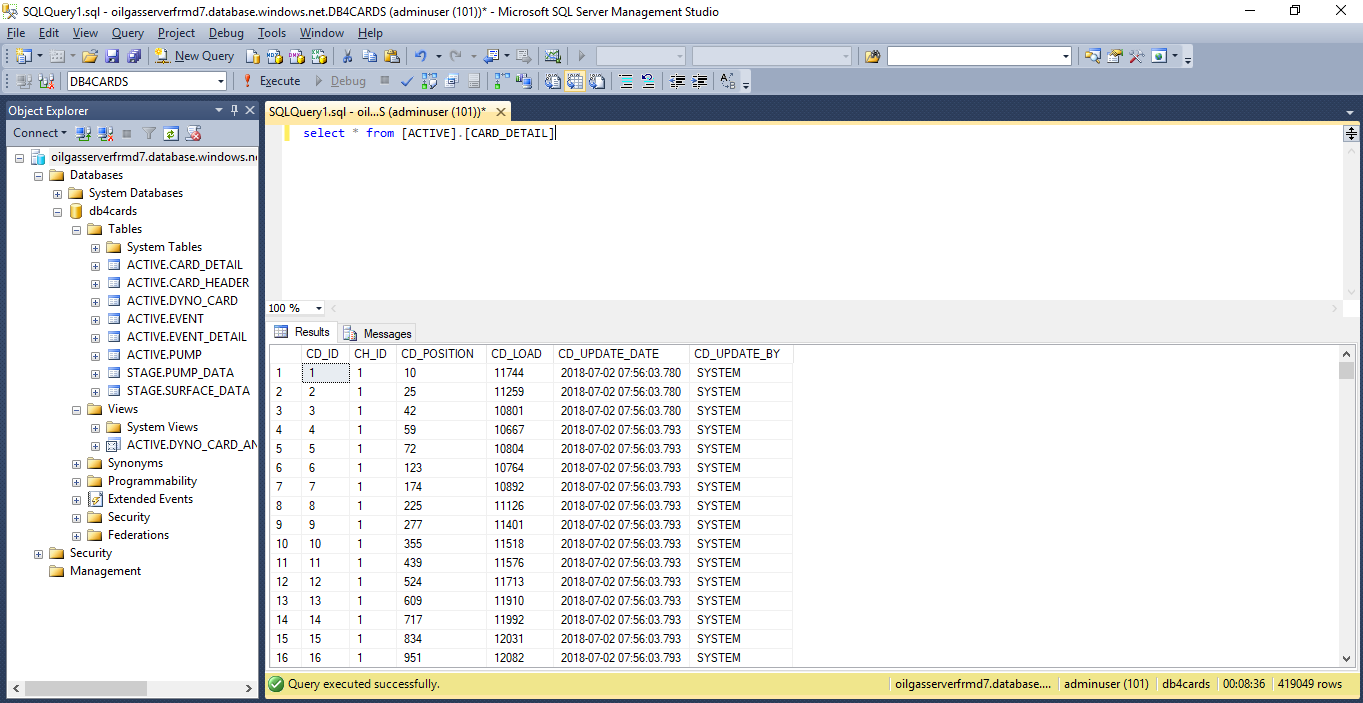 SQLQuery1.sql - oilgasserverfrmd7.database.windows.net.DB4CARDS (adminuser (101))* - Microsoft SQL Server Management Studio
File Edit View Query Project Debug Tools Window Help
New Query
DB4CARDS Execute Debug
Object Explorer
Connect
oilgasserverfrmd7.database.windows.n
Databases
System Databases
db4cards
Tables
System Tables
ACTIVE.CARD_DETAIL
ACTIVE.CARD_HEADER
ACTIVE.DYNO_CARD
ACTIVE.EVENT
ACTIVE.EVENT_DETAIL
ACTIVE.PUMP
STAGE.PUMP_DATA
STAGE.SURFACE_DATA
Views
System Views
ACTIVE.DYNO_CARD_AN
Synonyms
Programmability
Extended Events
Security
Federations
Security
Management
SQLQuery1.sql - oil...S (adminuser (101))*
select * from [ACTIVE].[CARD_DETAIL]
100 %
Results Messages
CD_ID CH_ID CD_POSITION CD_LOAD CD_UPDATE_DATE CD_UPDATE_BY
1 1 1 10 11744 2018-07-02 07:56:03.780 SYSTEM
2 2 1 25 11259 2018-07-02 07:56:03.780 SYSTEM
3 3 1 42 10801 2018-07-02 07:56:03.780 SYSTEM
4 4 1 59 10667 2018-07-02 07:56:03.793 SYSTEM
5 5 1 72 10804 2018-07-02 07:56:03.793 SYSTEM
6 6 1 123 10764 2018-07-02 07:56:03.793 SYSTEM
7 7 1 174 10892 2018-07-02 07:56:03.793 SYSTEM
8 8 1 225 11126 2018-07-02 07:56:03.793 SYSTEM
9 9 1 277 11401 2018-07-02 07:56:03.793 SYSTEM
10 10 1 355 11518 2018-07-02 07:56:03.793 SYSTEM
11 11 1 439 11576 2018-07-02 07:56:03.793 SYSTEM
12 12 1 524 11713 2018-07-02 07:56:03.793 SYSTEM
13 13 1 609 11910 2018-07-02 07:56:03.793 SYSTEM
14 14 1 717 11992 2018-07-02 07:56:03.793 SYSTEM
15 15 1 834 12031 2018-07-02 07:56:03.793 SYSTEM
16 16 1 951 12082 2018-07-02 07:56:03.793 SYSTEM
Query executed successfully. oilgasserverfrmd7.database.... adminuser (101) db4cards 00:08:36 419049 rows